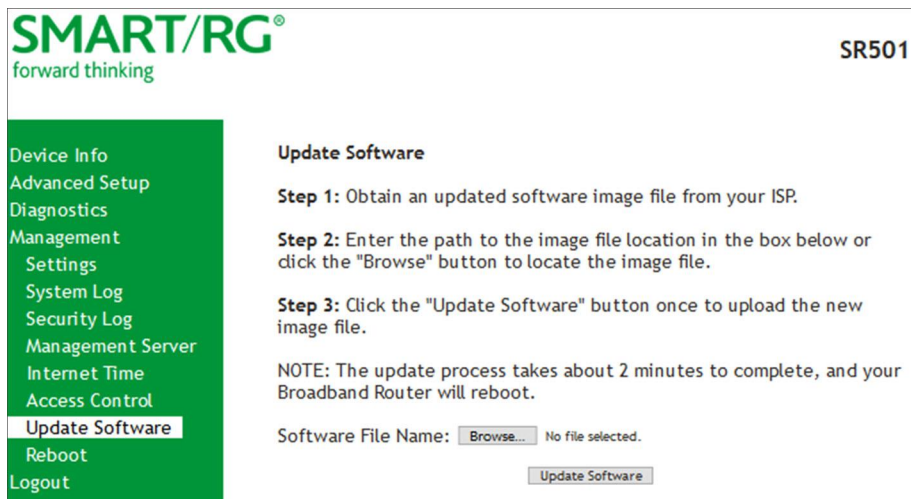 SMART/RG®
forward thinking
SR501
Device Info
Advanced Setup
Diagnostics
Management
Settings
System Log
Security Log
Management Server
Internet Time
Access Control
Update Software
Reboot
Logout
Update Software
Step 1: Obtain an updated software image file from your ISP.
Step 2: Enter the path to the image file location in the box below or
click the "Browse" button to locate the image file.
Step 3: Click the "Update Software" button once to upload the new
image file.
NOTE: The update process takes about 2 minutes to complete, and your
Broadband Router will reboot.
Software File Name: Browse... No file selected.
Update Software